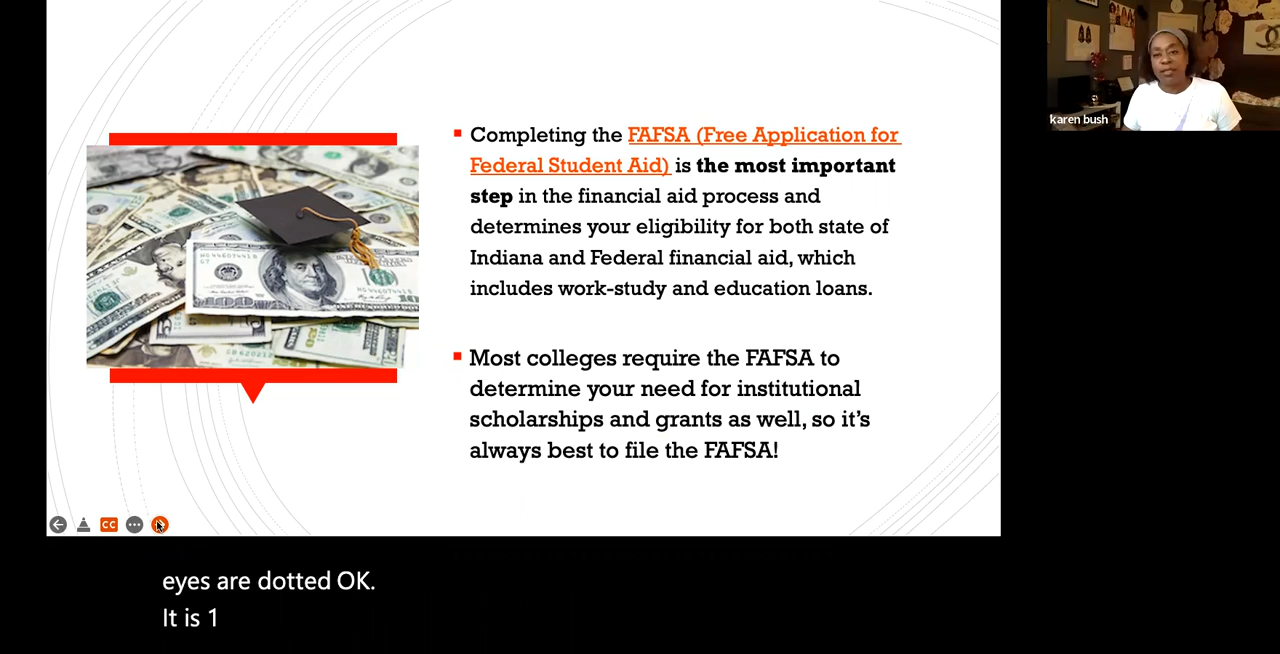 Completing the FAFSA (Free Application for
Federal Student Aid) is the most important
step in the financial aid process and
determines your eligibility for both state of
Indiana and Federal financial aid, which
includes work-study and education loans.
Most colleges require the FAFSA to
determine your need for institutional
scholarships and grants as well, so it's
always best to file the FAFSA!
karen bush
CC
eyes are dotted OK.
It is 1